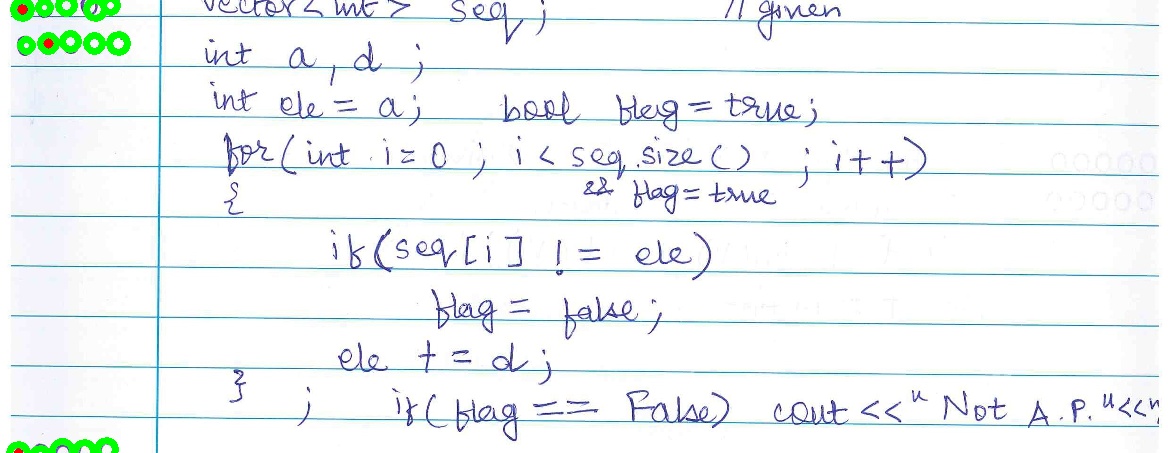 vector<int> seq; // given
int a, d ;
int ele = a; bool flag = true;
for( int i = 0 ; i < seq.size() ; i++)
&& flag = true
{
if(seq[i] != ele)
flag = false;
ele += d;
} ; if( flag == False) cout <<" Not A.P."<<"